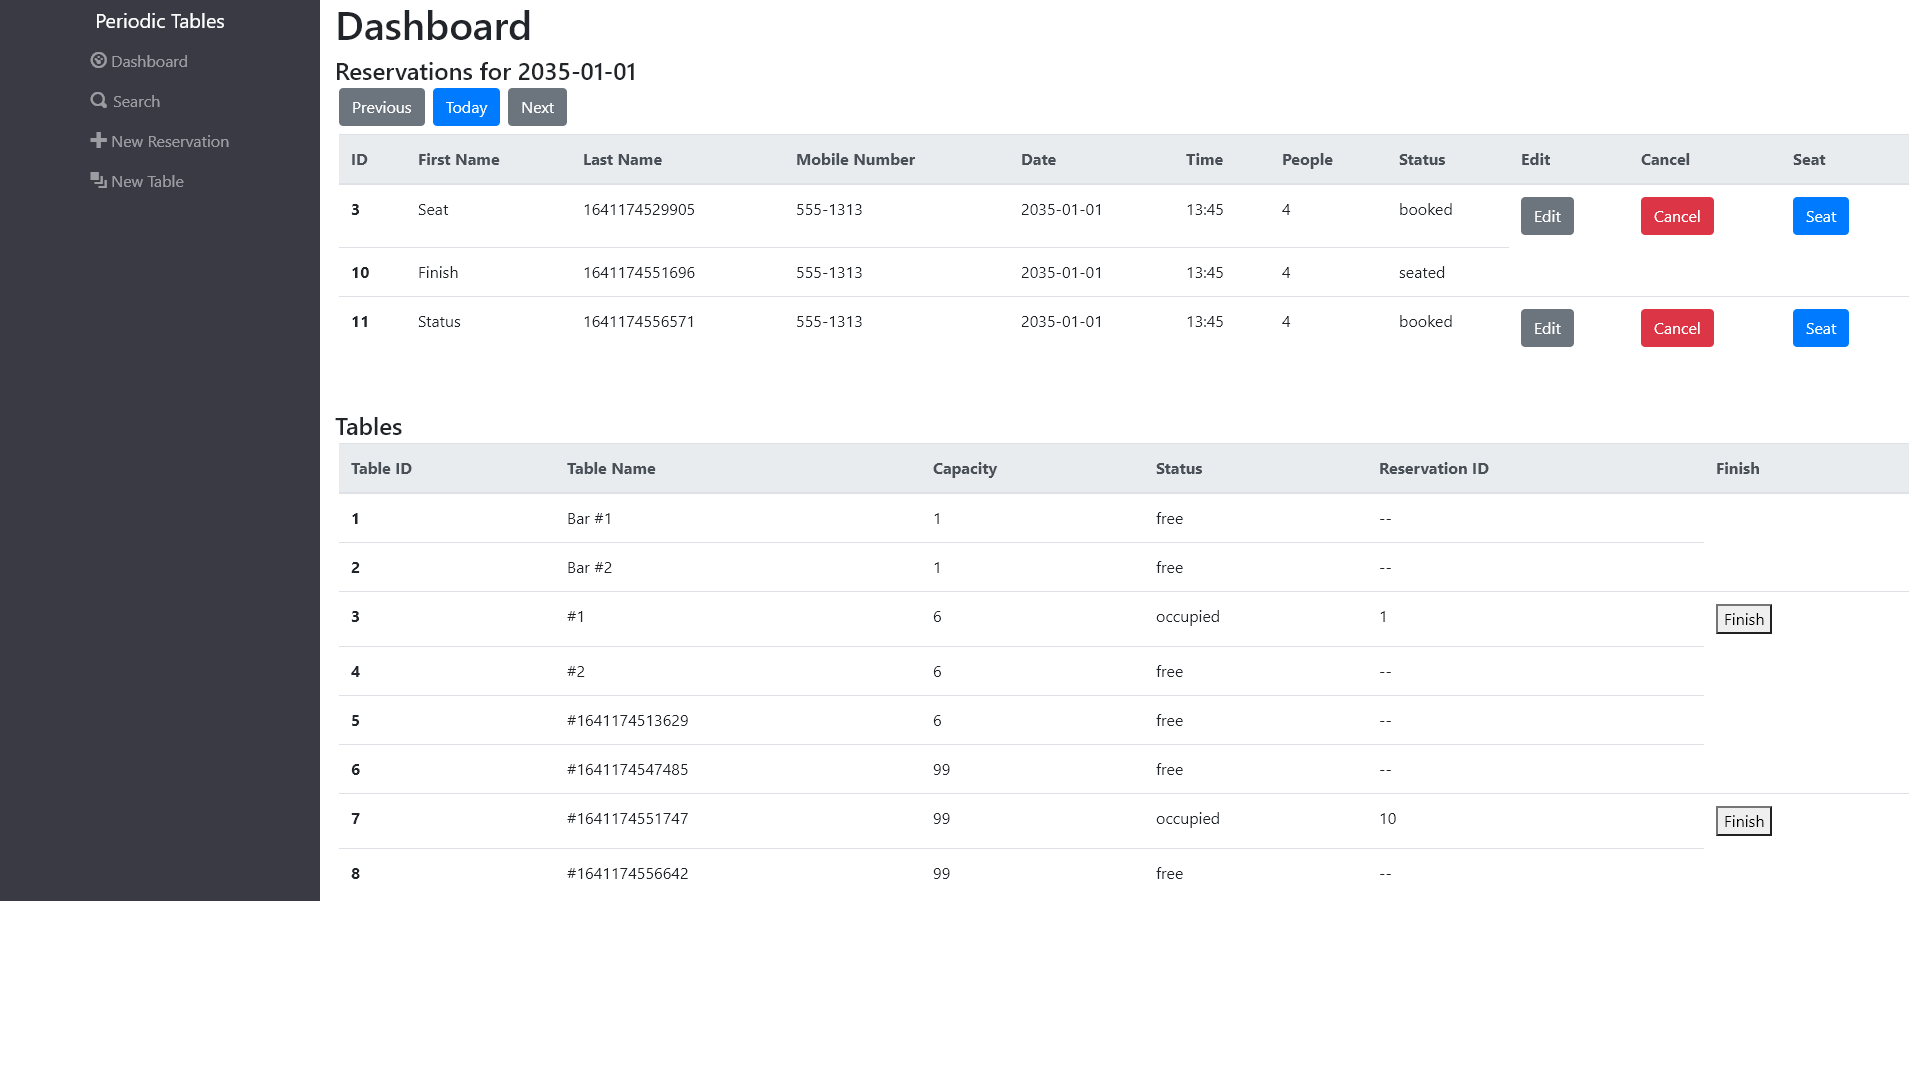 Periodic Tables
Dashboard
Search
New Reservation
New Table
Dashboard
Reservations for 2035-01-01
Previous Today Next
ID First Name Last Name Mobile Number Date Time People Status Edit Cancel Seat
3 Seat 1641174529905 555-1313 2035-01-01 13:45 4 booked Edit Cancel Seat
10 Finish 1641174551696 555-1313 2035-01-01 13:45 4 seated
11 Status 1641174556571 555-1313 2035-01-01 13:45 4 booked Edit Cancel Seat
Tables
Table ID Table Name Capacity Status Reservation ID Finish
1 Bar #1 1 free --
2 Bar #2 1 free --
3 #1 6 occupied 1 Finish
4 #2 6 free --
5 #1641174513629 6 free --
6 #1641174547485 99 free --
7 #1641174551747 99 occupied 10 Finish
8 #1641174556642 99 free --